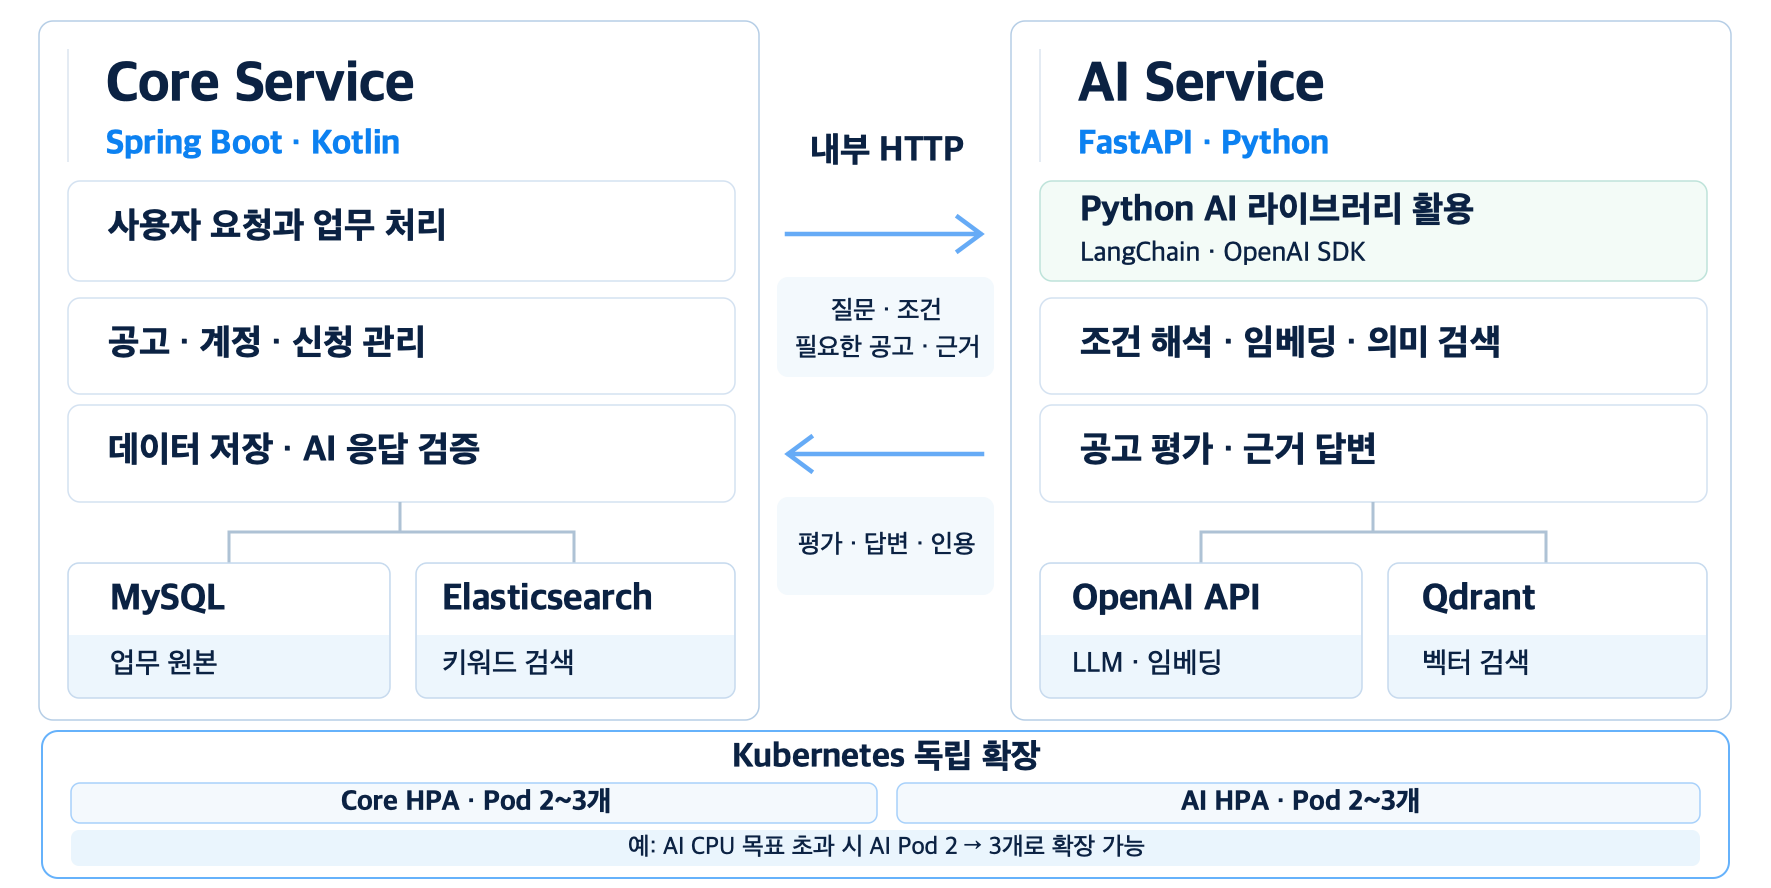 Core Service
Spring Boot · Kotlin
사용자 요청과 업무 처리
공고 · 계정 · 신청 관리
데이터 저장 · AI 응답 검증
MySQL
업무 원본
Elasticsearch
키워드 검색
내부 HTTP
질문 · 조건
필요한 공고 · 근거
평가 · 답변 · 인용
AI Service
FastAPI · Python
Python AI 라이브러리 활용
LangChain · OpenAI SDK
조건 해석 · 임베딩 · 의미 검색
공고 평가 · 근거 답변
OpenAI API
LLM · 임베딩
Qdrant
벡터 검색
Kubernetes 독립 확장
Core HPA · Pod 2~3개
AI HPA · Pod 2~3개
예: AI CPU 목표 초과 시 AI Pod 2 → 3개로 확장 가능